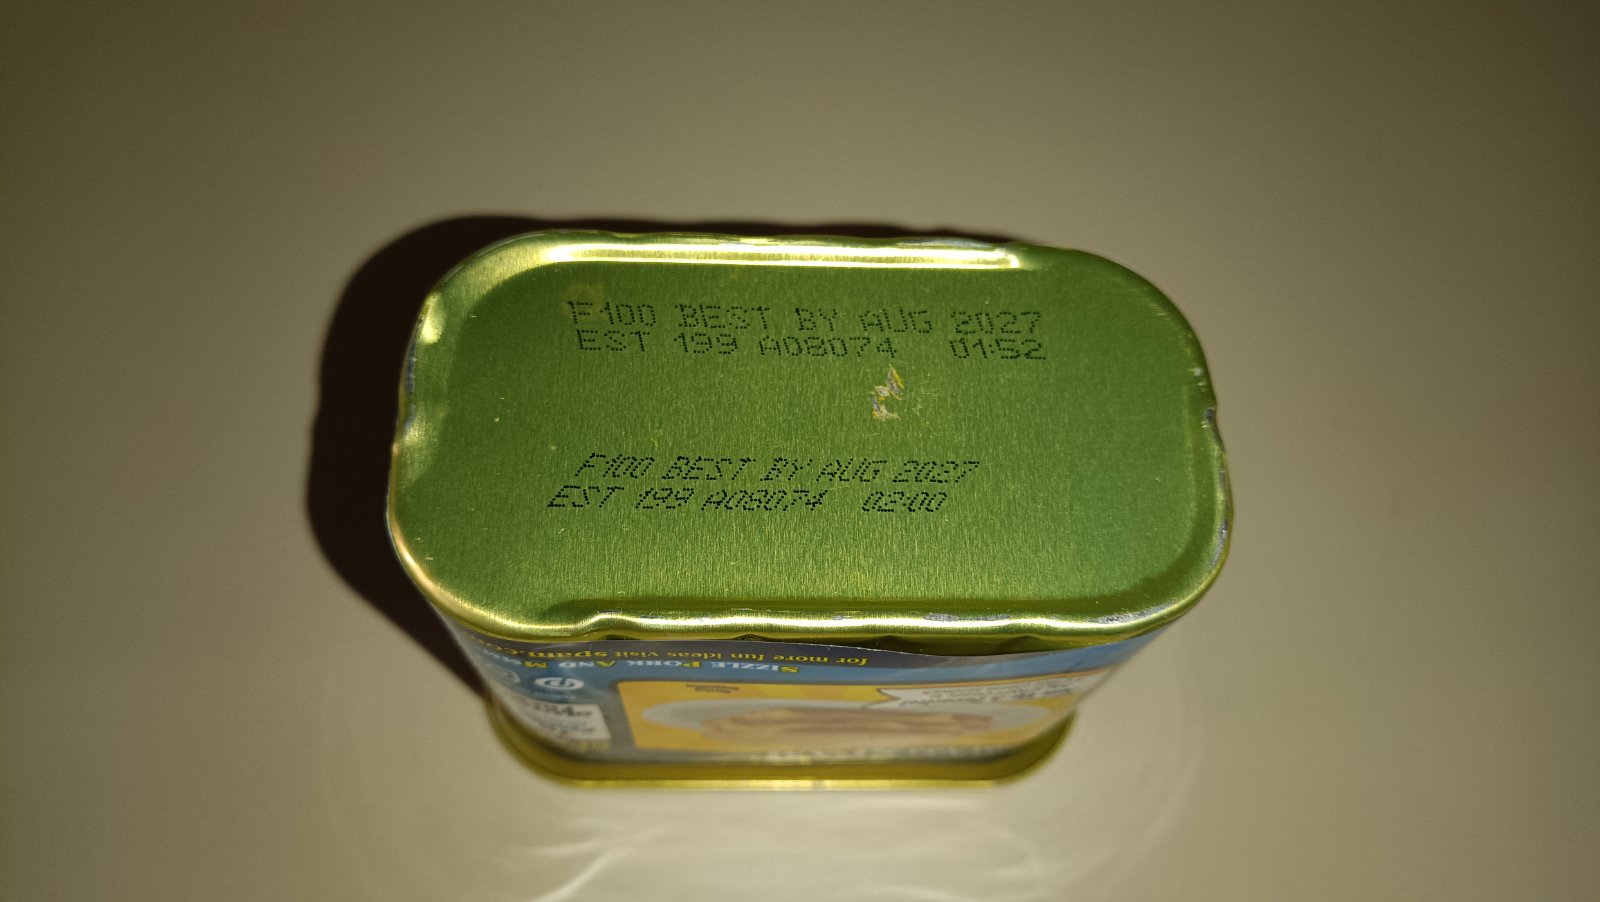 F100 BEST BY AUG 2027
EST 199 A08074 01:52
F100 BEST BY AUG 2027
EST 199 A08074 02:00
for more fun ideas visit spam.co
SIZZLE PORK AND M